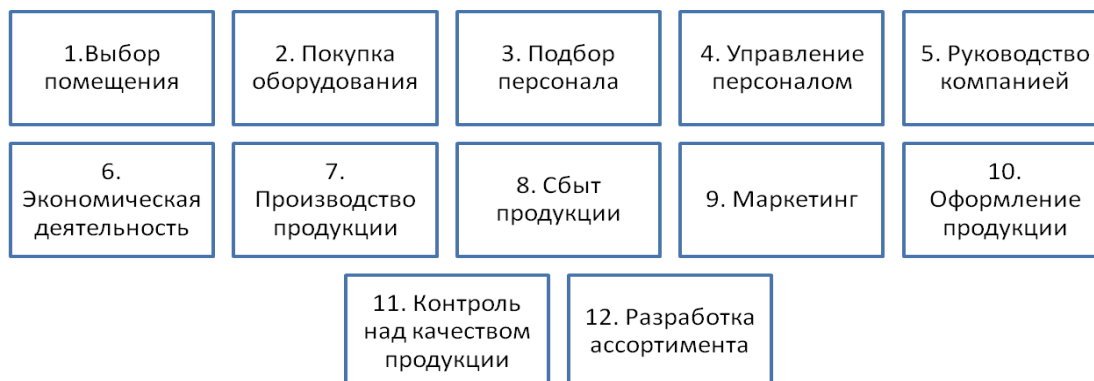 1.Выбор
помещения
2. Покупка
оборудования
3. Подбор
персонала
4. Управление
персоналом
5. Руководство
компанией
6.
Экономическая
деятельность
7.
Производство
продукции
8. Сбыт
продукции
9. Маркетинг
10.
Оформление
продукции
11. Контроль
над качеством
продукции
12. Разработка
ассортимента